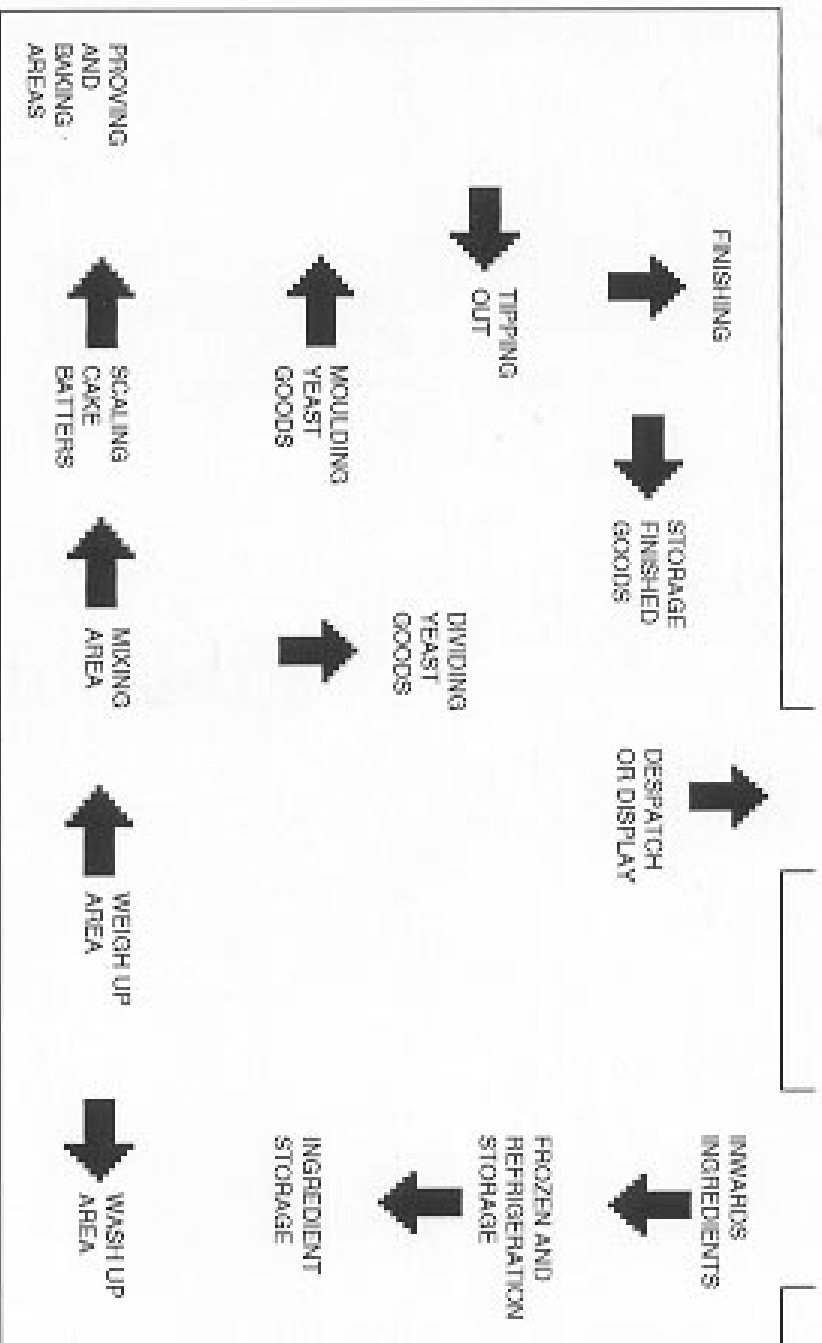 FINISHING
STORAGE
FINISHED
GOODS
DESPATCH
OR DISPLAY
INWARDS
INGREDIENTS
TIPPING
OUT
DIVIDING
YEAST
GOODS
FROZEN AND
REFRIGERATION
STORAGE
MOULDING
YEAST
GOODS
INGREDIENT
STORAGE
PROVING
AND
BAKING
AREAS
SCALING
CAKE
BATTERS
MIXING
AREA
WEIGH UP
AREA
WASH UP
AREA